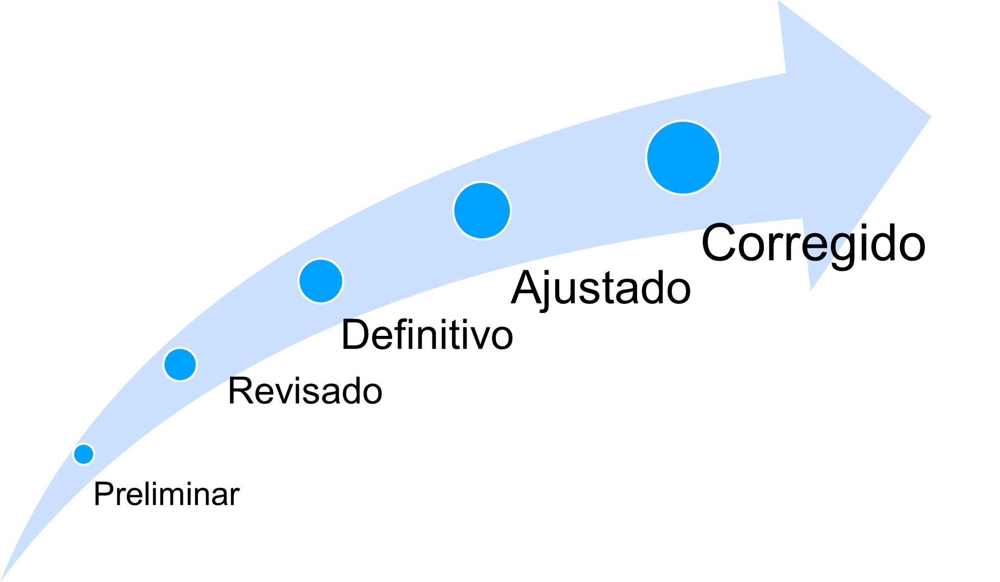 Preliminar
Revisado
Definitivo
Ajustado
Corregido